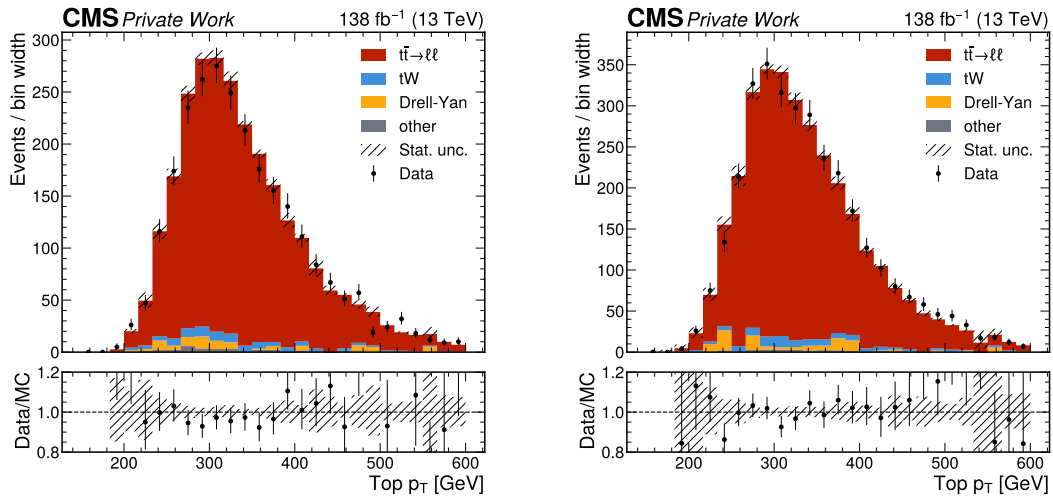 CMS Private Work 138 fb⁻¹ (13 TeV)
Events / bin width
300
250
200
150
100
50
0
tt̄→ℓℓ
tW
Drell-Yan
other
Stat. unc.
Data
Data/MC
1.2
1.0
0.8
200 300 400 500 600
Top p_T [GeV]
CMS Private Work 138 fb⁻¹ (13 TeV)
Events / bin width
350
300
250
200
150
100
50
0
tt̄→ℓℓ
tW
Drell-Yan
other
Stat. unc.
Data
Data/MC
1.2
1.0
0.8
200 300 400 500 600
Top p_T [GeV]